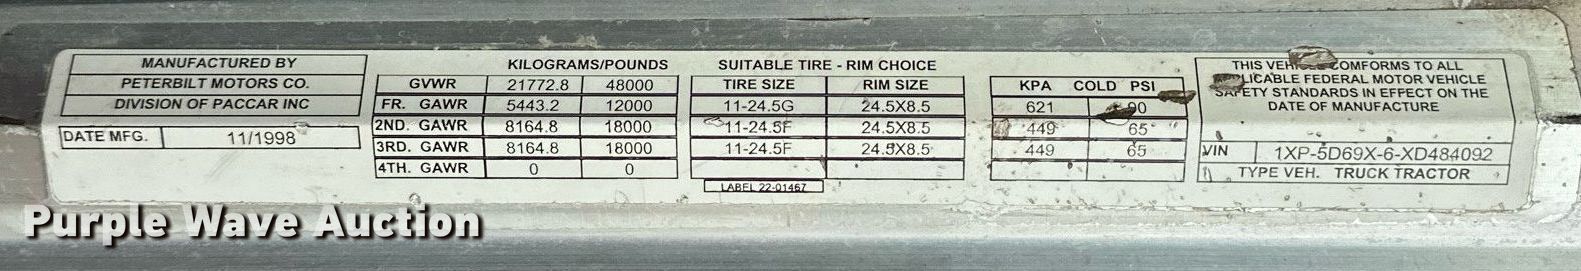 MANUFACTURED BY
PETERBILT MOTORS CO.
DIVISION OF PACCAR INC
DATE MFG. 11/1998
KILOGRAMS/POUNDS
GVWR 21772.8 48000
FR. GAWR 5443.2 12000
2ND. GAWR 8164.8 18000
3RD. GAWR 8164.8 18000
4TH. GAWR 0 0
SUITABLE TIRE - RIM CHOICE
TIRE SIZE RIM SIZE
11-24.5G 24.5X8.5
11-24.5F 24.5X8.5
11-24.5F 24.5X8.5
LABEL 22-01467
KPA COLD PSI
621 90
449 65
449 65
THIS COMFORMS TO ALL
FEDERAL MOTOR VEHICLE
SAFETY STANDARDS IN EFFECT ON THE
DATE OF MANUFACTURE
VIN 1XP-5D69X-6-XD484092
TYPE VEH. TRUCK TRACTOR
Purple Wave Auction